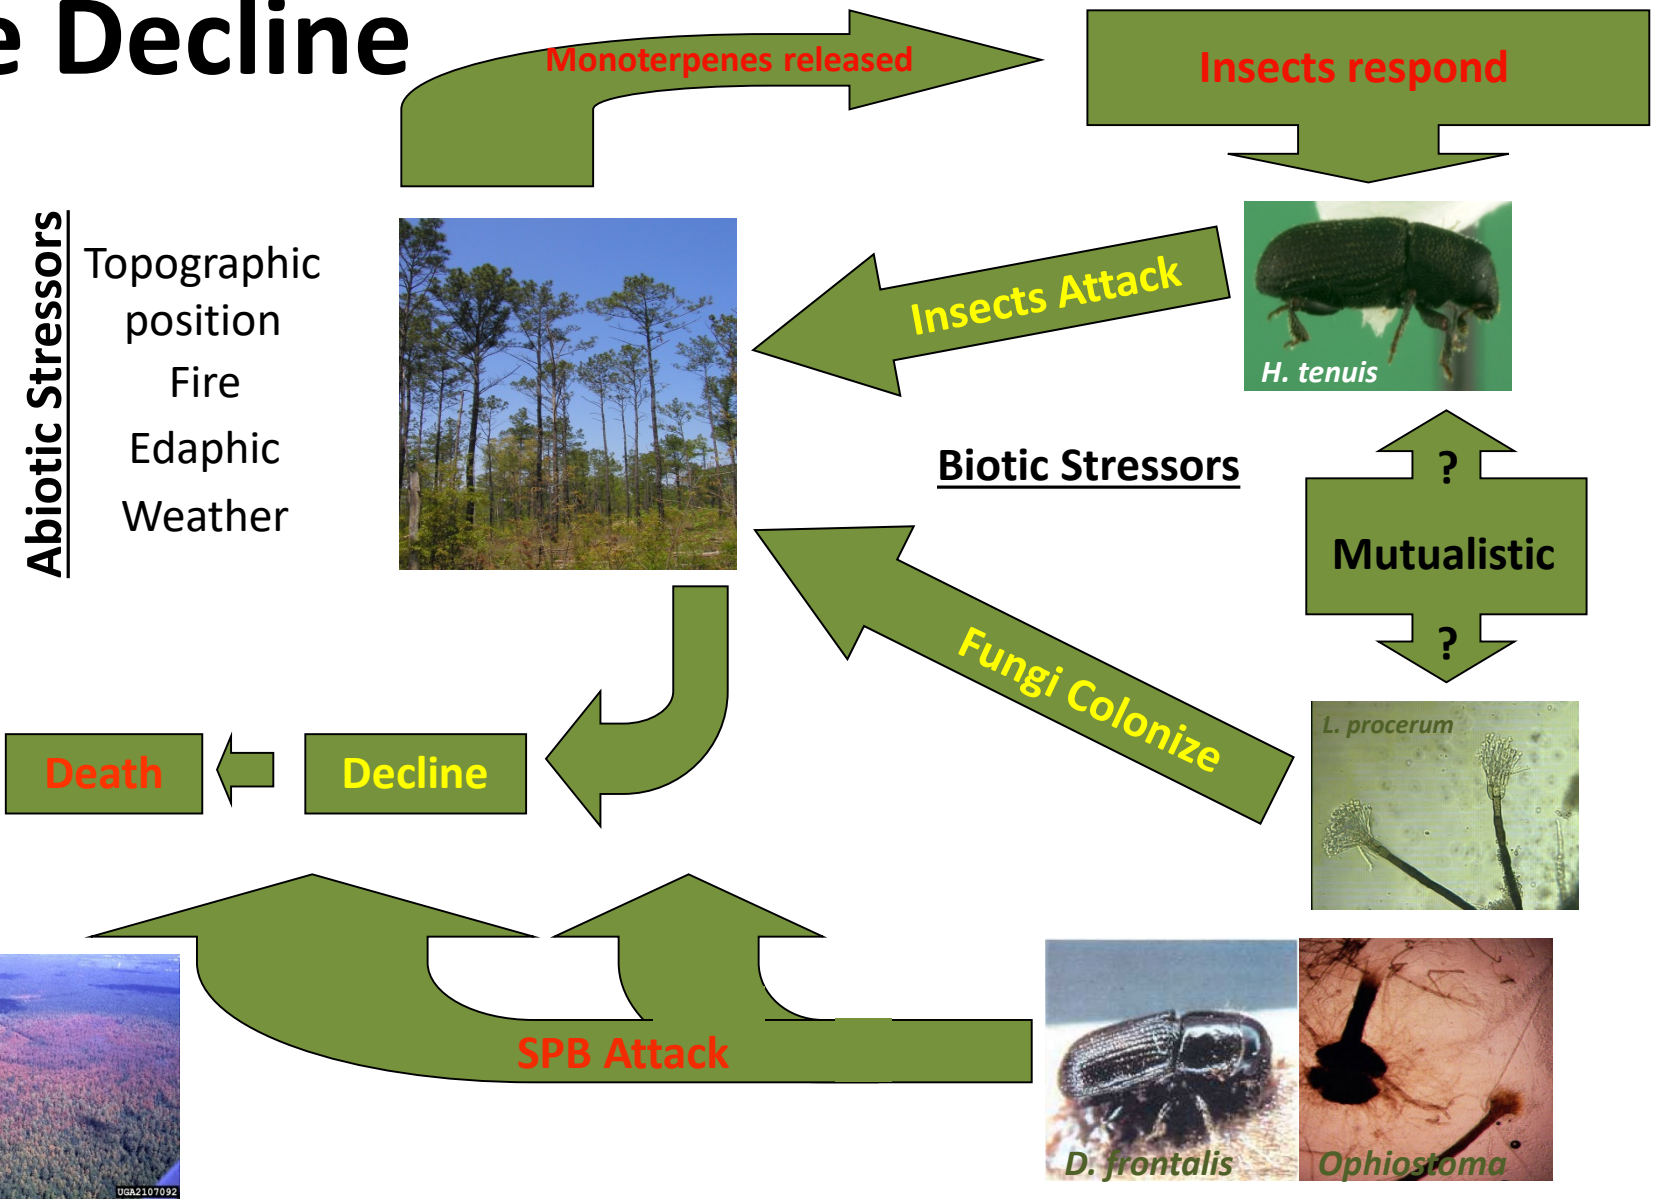 e Decline
Monoterpenes released
Insects respond
Abiotic Stressors
Topographic
position
Fire
Edaphic
Weather
Insects Attack
H. tenuis
Biotic Stressors
?
Mutualistic
?
Fungi Colonize
L. procerum
Death
Decline
SPB Attack
D. frontalis
Ophiostoma
UGA2107092